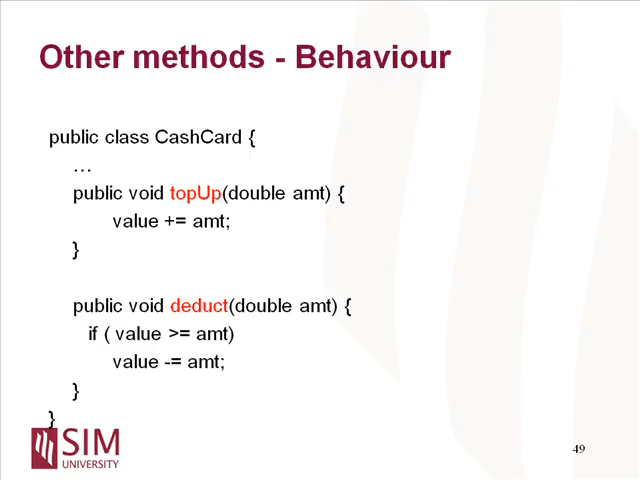 Other methods - Behaviour
public class CashCard {
…
public void topUp(double amt) {
value += amt;
}
public void deduct(double amt) {
if ( value >= amt)
value -= amt;
}
}
SIM
UNIVERSITY
49